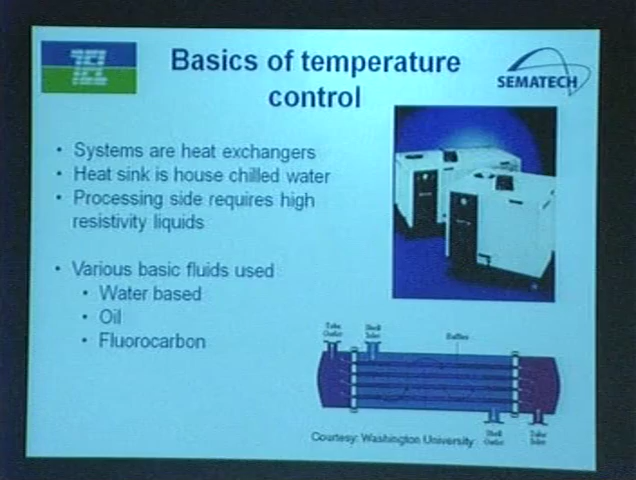 TEL
Basics of temperature
control
SEMATECH
• Systems are heat exchangers
• Heat sink is house chilled water
• Processing side requires high
resistivity liquids
• Various basic fluids used
• Water based
• Oil
• Fluorocarbon
Tube
Outlet
Shell
Inlet
Baffles
Shell
Outlet
Tube
Inlet
Courtesy: Washington University